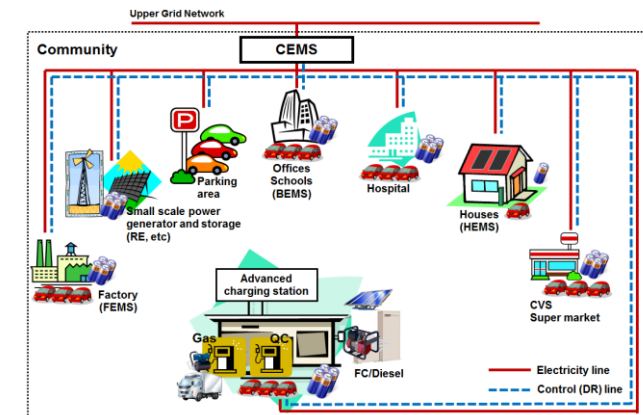 Upper Grid Network
Community
CEMS
P
Parking
area
Offices
Schools
(BEMS)
Hospital
Houses
(HEMS)
Small scale power
generator and storage
(RE, etc)
Factory
(FEMS)
CVS
Super market
Advanced
charging station
Gas
QC
FC/Diesel
Electricity line
Control (DR) line